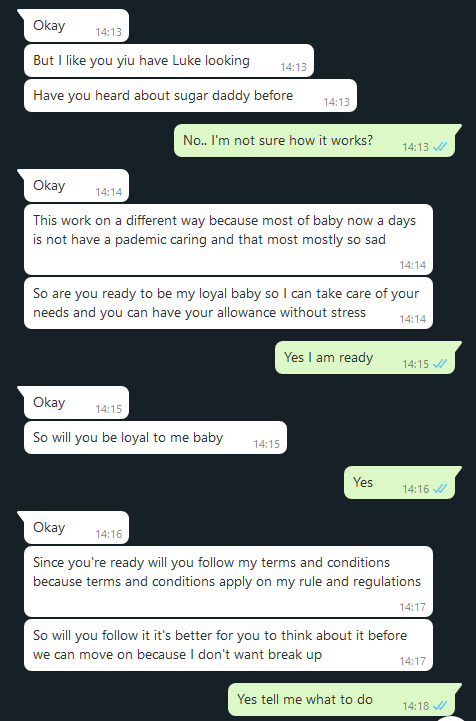 Okay
14:13
But I like you yiu have Luke looking
14:13
Have you heard about sugar daddy before
14:13
No.. I'm not sure how it works?
14:13
Okay
14:14
This work on a different way because most of baby now a days
is not have a pademic caring and that most mostly so sad
14:14
So are you ready to be my loyal baby so I can take care of your
needs and you can have your allowance without stress
14:14
Yes I am ready
14:15
Okay
14:15
So will you be loyal to me baby
14:15
Yes
14:16
Okay
14:16
Since you're ready will you follow my terms and conditions
because terms and conditions apply on my rule and regulations
14:17
So will you follow it it's better for you to think about it before
we can move on because I don't want break up
14:17
Yes tell me what to do
14:18